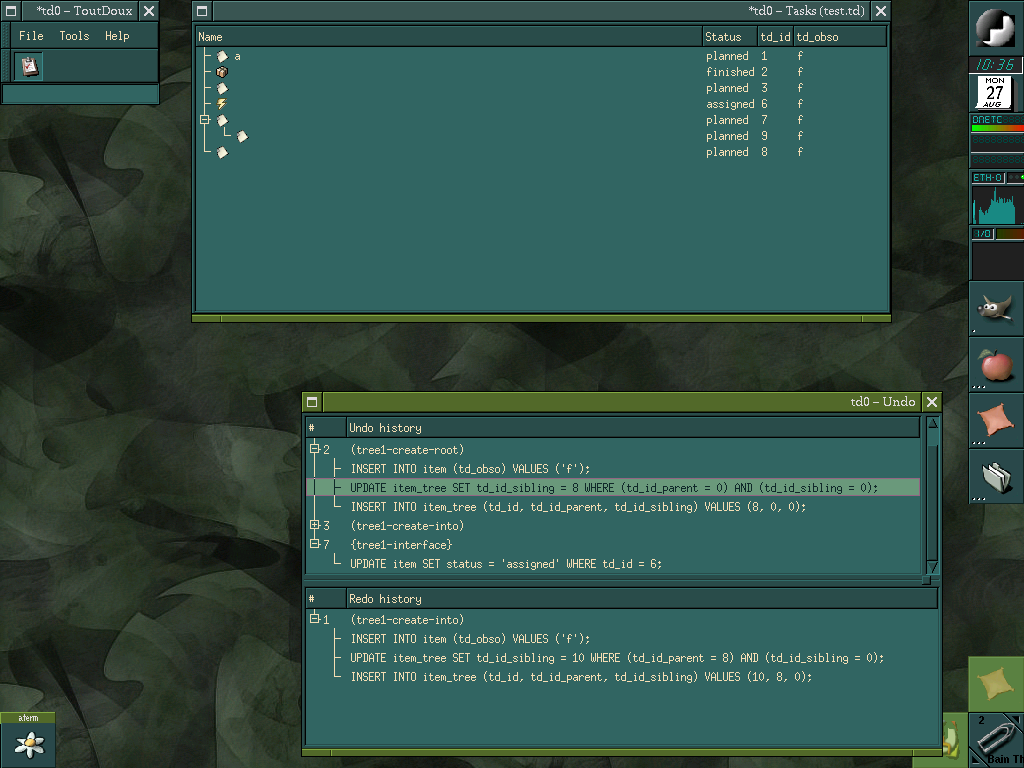 *td0 – ToutDoux
File Tools Help
*td0 – Tasks (test.td)
Name Status td_id td_obso
a planned 1 f
finished 2 f
planned 3 f
assigned 6 f
planned 7 f
planned 9 f
planned 8 f
10:36
MON
27
AUG
DNETC
ETH-0
I/O
td0 – Undo
# Undo history
2 (tree1-create-root)
INSERT INTO item (td_obso) VALUES ('f');
UPDATE item_tree SET td_id_sibling = 8 WHERE (td_id_parent = 0) AND (td_id_sibling = 0);
INSERT INTO item_tree (td_id, td_id_parent, td_id_sibling) VALUES (8, 0, 0);
3 (tree1-create-into)
7 {tree1-interface}
UPDATE item SET status = 'assigned' WHERE td_id = 6;
# Redo history
1 (tree1-create-into)
INSERT INTO item (td_obso) VALUES ('f');
UPDATE item_tree SET td_id_sibling = 10 WHERE (td_id_parent = 8) AND (td_id_sibling = 0);
INSERT INTO item_tree (td_id, td_id_parent, td_id_sibling) VALUES (10, 8, 0);
aterm
2
Bain Th